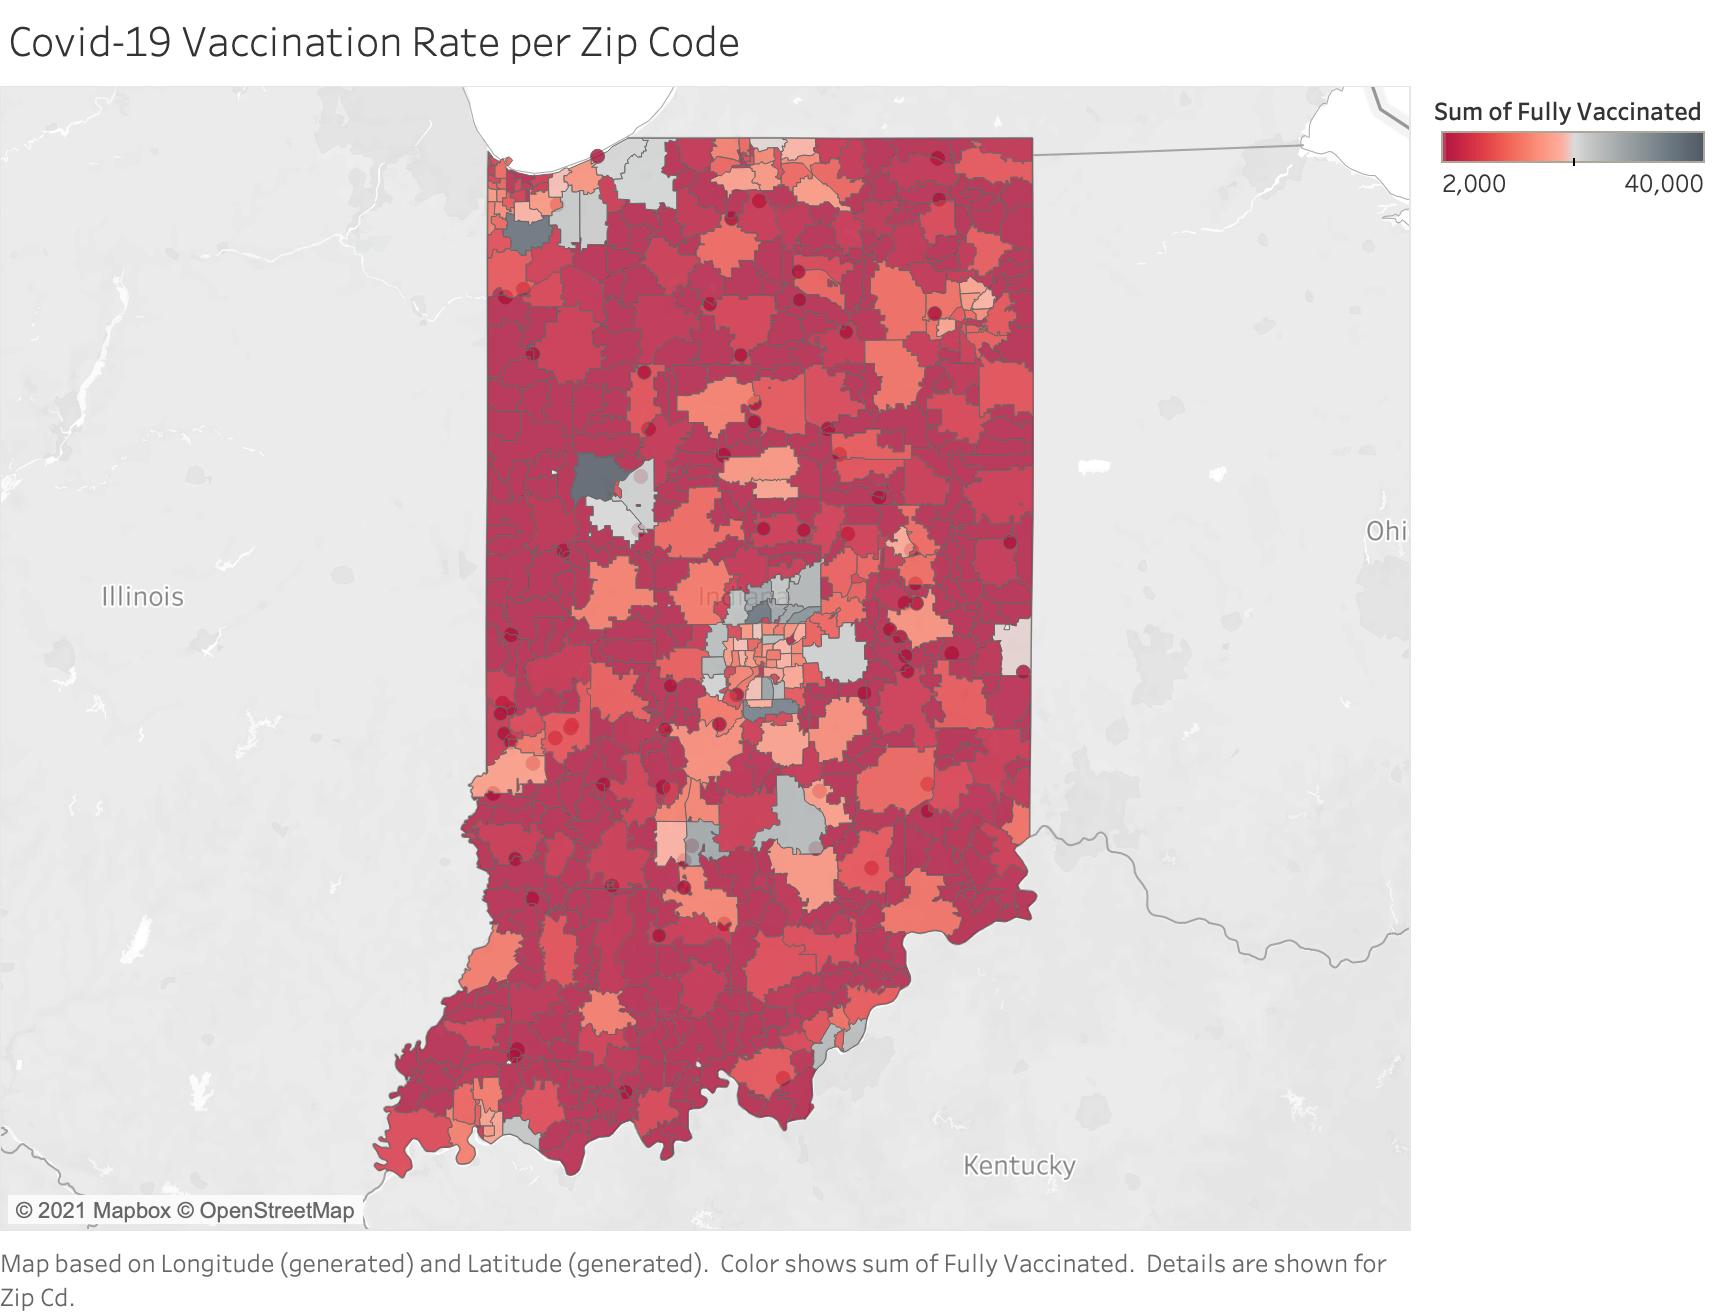 Covid-19 Vaccination Rate per Zip Code
Sum of Fully Vaccinated
2,000 40,000
Ohi
Illinois
Indiana
Kentucky
© 2021 Mapbox © OpenStreetMap
Map based on Longitude (generated) and Latitude (generated).  Color shows sum of Fully Vaccinated.  Details are shown for
Zip Cd.